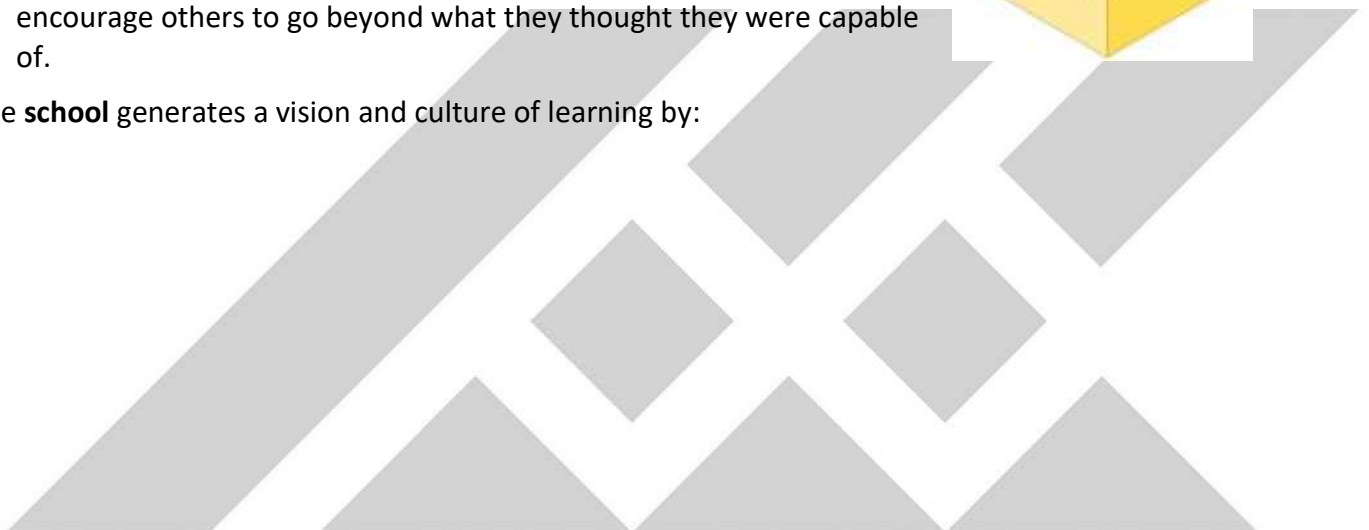 encourage others to go beyond what they thought they were capable
of.
e school generates a vision and culture of learning by: